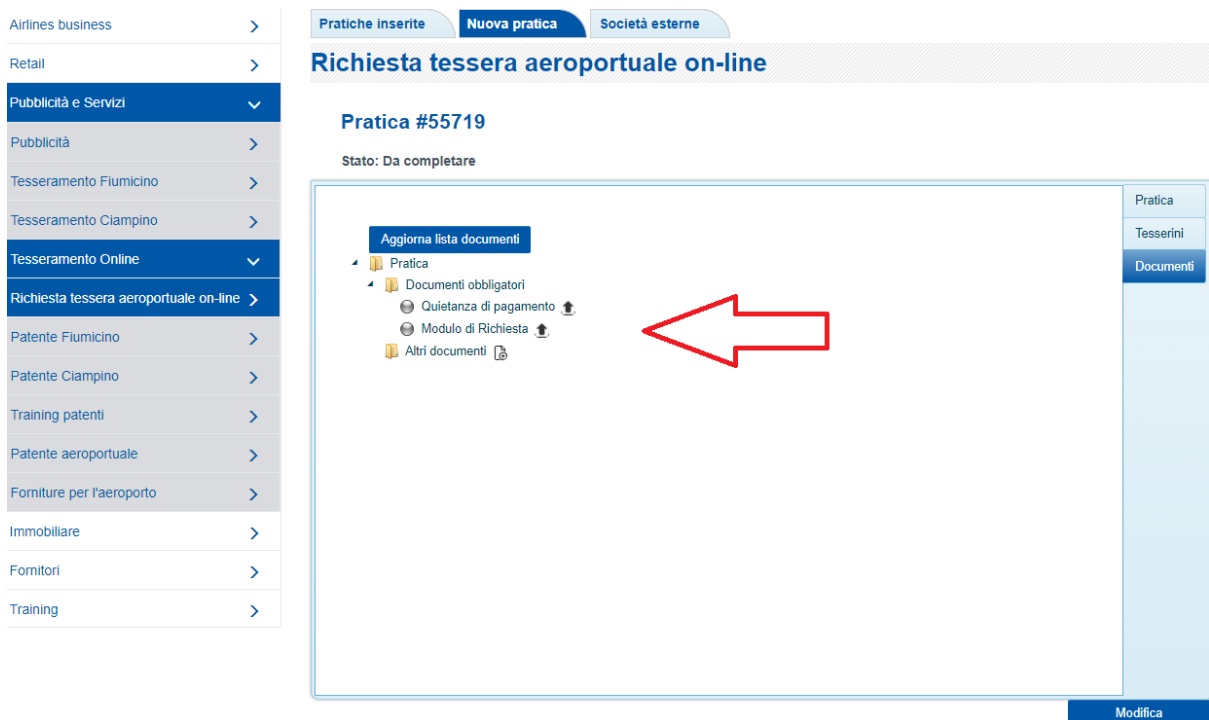 Airlines business
Retail
Pubblicità e Servizi
Pubblicità
Tesseramento Fiumicino
Tesseramento Ciampino
Tesseramento Online
Richiesta tessera aeroportuale on-line
Patente Fiumicino
Patente Ciampino
Training patenti
Patente aeroportuale
Forniture per l'aeroporto
Immobiliare
Fornitori
Training
Pratiche inserite Nuova pratica Società esterne
Richiesta tessera aeroportuale on-line
Pratica #55719
Stato: Da completare
Aggiorna lista documenti
Pratica
Documenti obbligatori
Quietanza di pagamento
Modulo di Richiesta
Altri documenti
Pratica
Tesserini
Documenti
Modifica